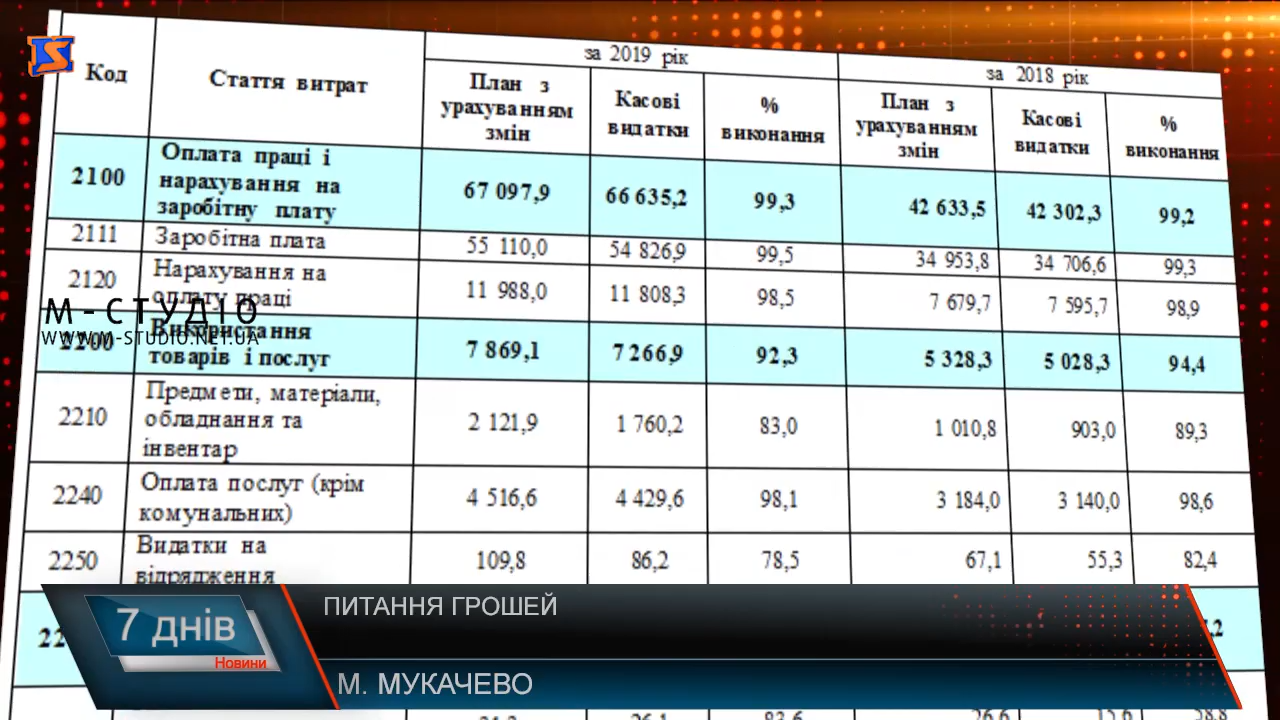 за 2019 рік
за 2018 рік
Код
Стаття витрат
План з урахуванням змін
Касові видатки
% виконання
План з урахуванням змін
Касові видатки
% виконання
2100
Оплата праці і
нарахування на
заробітну плату
67 097,9
66 635,2
99,3
42 633,5
42 302,3
99,2
2111
Заробітна плата
55 110,0
54 826,9
99,5
34 953,8
34 706,6
99,3
2120
Нарахування на
оплату праці
11 988,0
11 808,3
98,5
7 679,7
7 595,7
98,9
М-СТУДІО
WWW.M-STUDIO.NET.UA
2200
Використання
товарів і послуг
7 869,1
7 266,9
92,3
5 328,3
5 028,3
94,4
2210
Предмети, матеріали,
обладнання та
інвентар
2 121,9
1 760,2
83,0
1 010,8
903,0
89,3
2240
Оплата послуг (крім
комунальних)
4 516,6
4 429,6
98,1
3 184,0
3 140,0
98,6
2250
Видатки на
відрядження
109,8
86,2
78,5
67,1
55,3
82,4
7 днів
Новини
ПИТАННЯ ГРОШЕЙ
М. МУКАЧЕВО